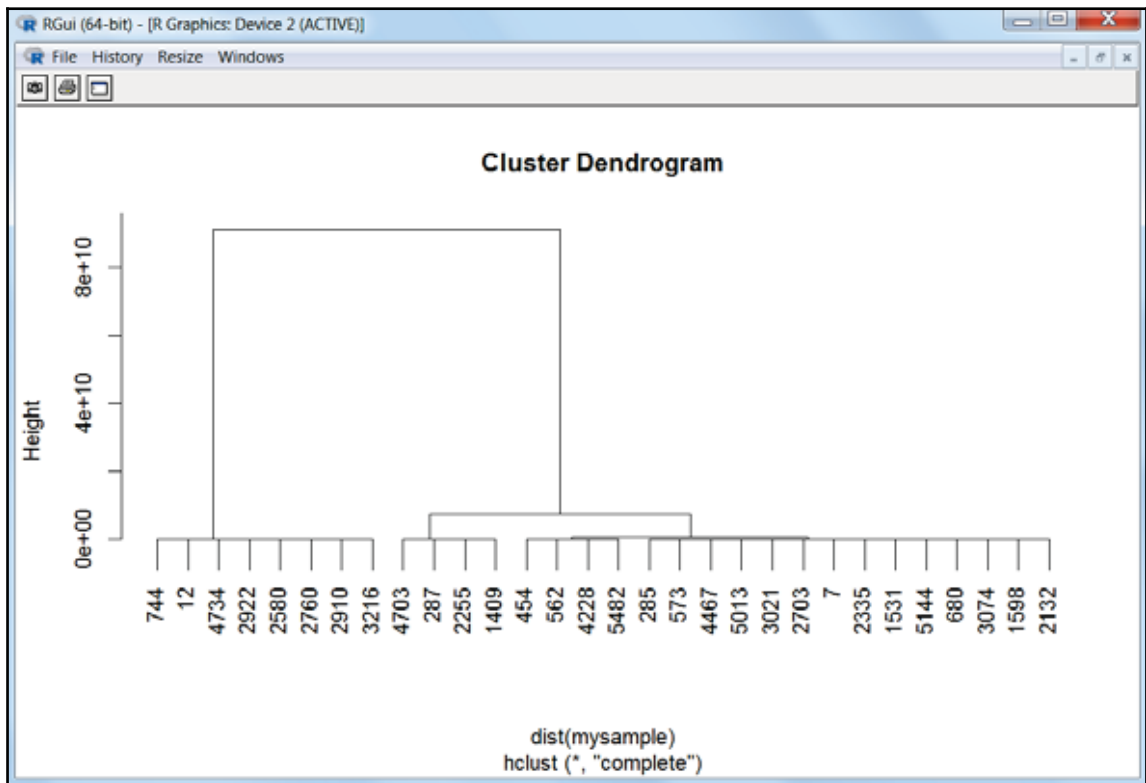 RGui (64-bit) - [R Graphics: Device 2 (ACTIVE)]
File History Resize Windows
Cluster Dendrogram
Height
0e+00 4e+10 8e+10
744 12 4734 2922 2580 2760 2910 3216 4703 287 2255 1409 454 562 4228 5482 285 573 4467 5013 3021 2703 7 2335 1531 5144 680 3074 1598 2132
dist(mysample)
hclust (*, "complete")